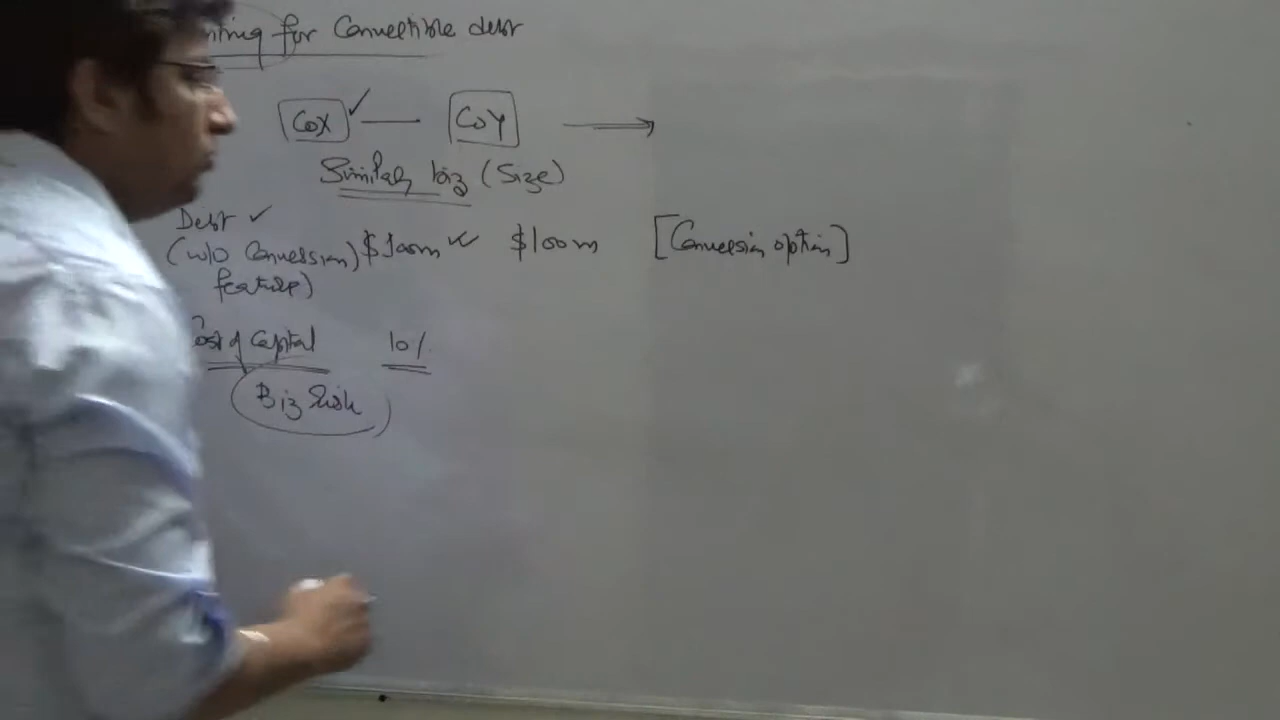 nting for Convertible debt
CoX ✓ — CoY →
Similar biz (Size)
Debt ✓
(w/o Conversion) $100m ✓ $100m [Conversion option]
feature)
Cost of Capital 10%
Biz Risk